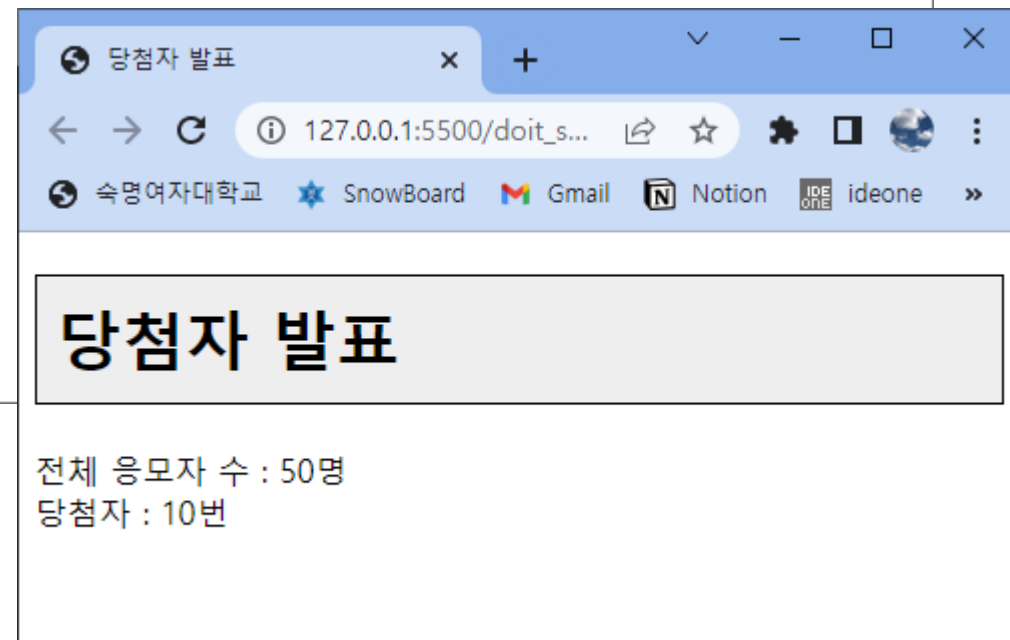 당첨자 발표
127.0.0.1:5500/doit_s...
숙명여자대학교 SnowBoard Gmail Notion IDE ONE ideone »
당첨자 발표
전체 응모자 수 : 50명
당첨자 : 10번